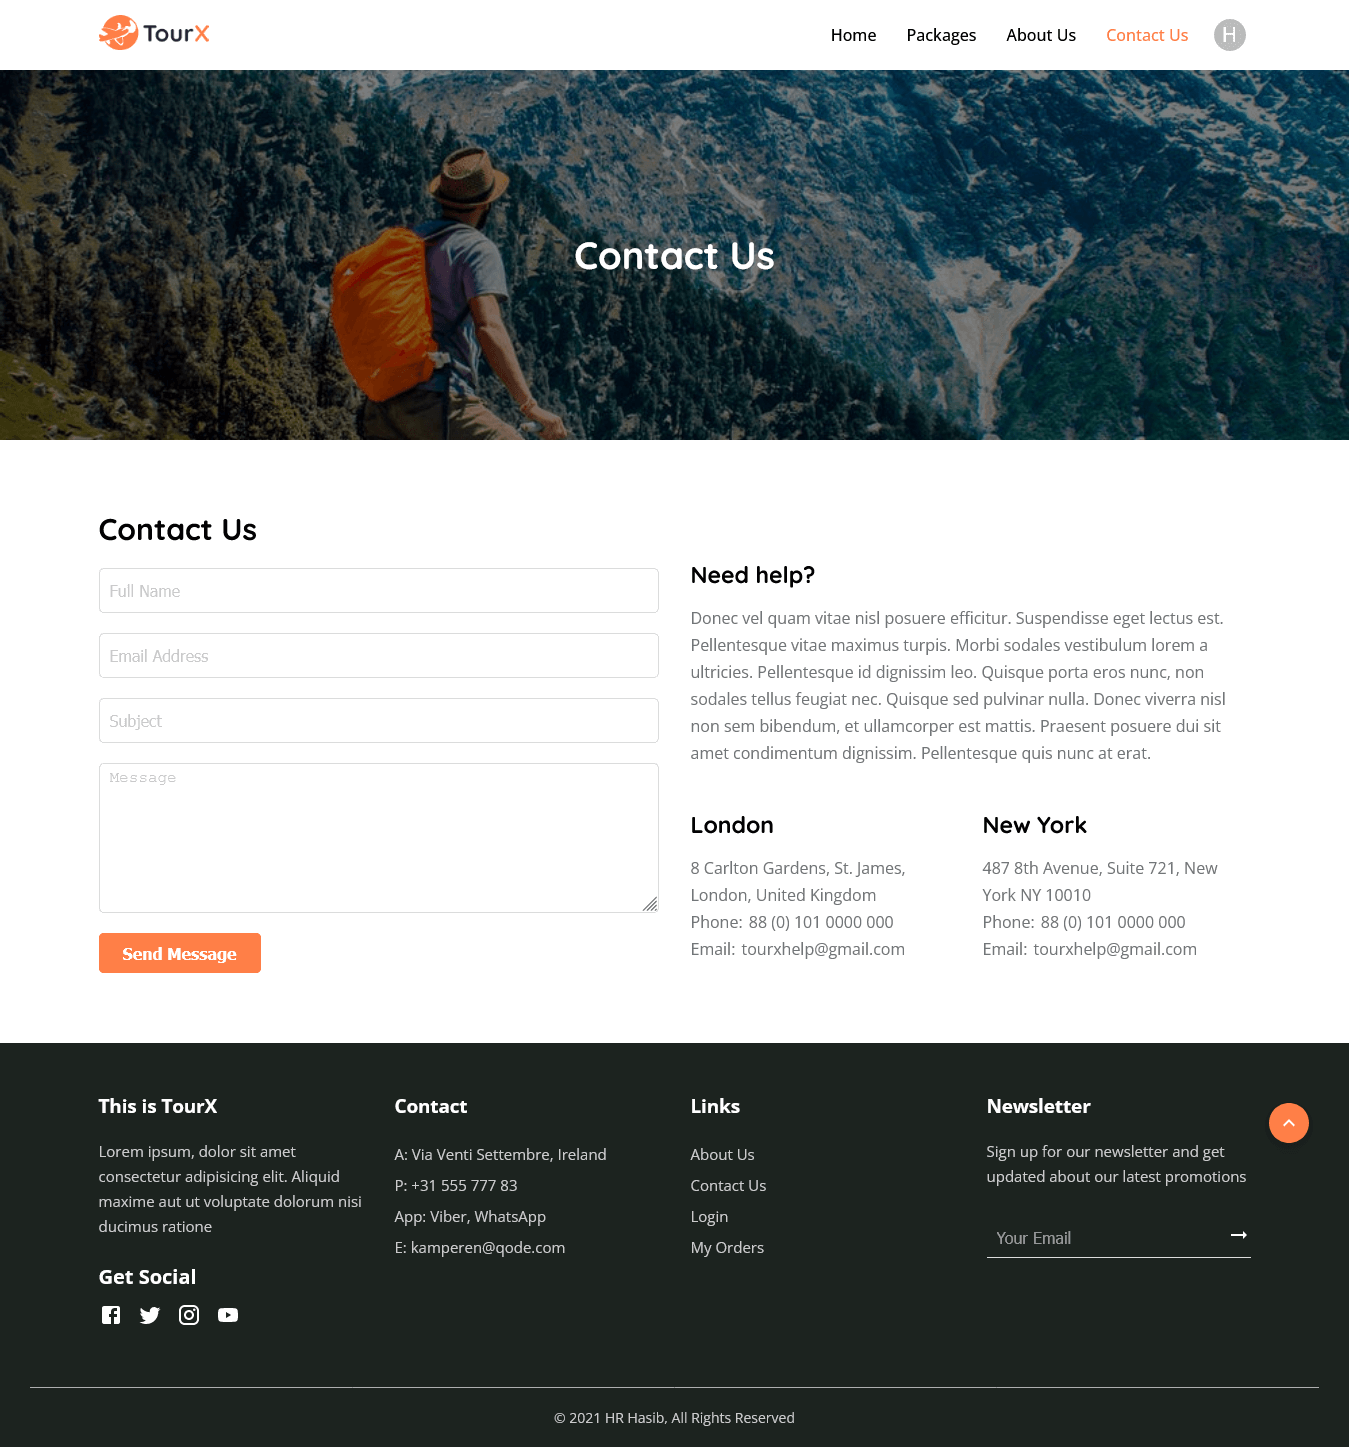 TourX
Home
Packages
About Us
Contact Us
H
Contact Us
Contact Us
Full Name
Email Address
Subject
Message
Send Message
Need help?
Donec vel quam vitae nisl posuere efficitur. Suspendisse eget lectus est.
Pellentesque vitae maximus turpis. Morbi sodales vestibulum lorem a
ultricies. Pellentesque id dignissim leo. Quisque porta eros nunc, non
sodales tellus feugiat nec. Quisque sed pulvinar nulla. Donec viverra nisl
non sem bibendum, et ullamcorper est mattis. Praesent posuere dui sit
amet condimentum dignissim. Pellentesque quis nunc at erat.
London
8 Carlton Gardens, St. James,
London, United Kingdom
Phone: 88 (0) 101 0000 000
Email: tourxhelp@gmail.com
New York
487 8th Avenue, Suite 721, New
York NY 10010
Phone: 88 (0) 101 0000 000
Email: tourxhelp@gmail.com
This is TourX
Lorem ipsum, dolor sit amet
consectetur adipisicing elit. Aliquid
maxime aut ut voluptate dolorum nisi
ducimus ratione
Get Social
Contact
A: Via Venti Settembre, Ireland
P: +31 555 777 83
App: Viber, WhatsApp
E: kamperen@qode.com
Links
About Us
Contact Us
Login
My Orders
Newsletter
Sign up for our newsletter and get
updated about our latest promotions
Your Email
© 2021 HR Hasib, All Rights Reserved